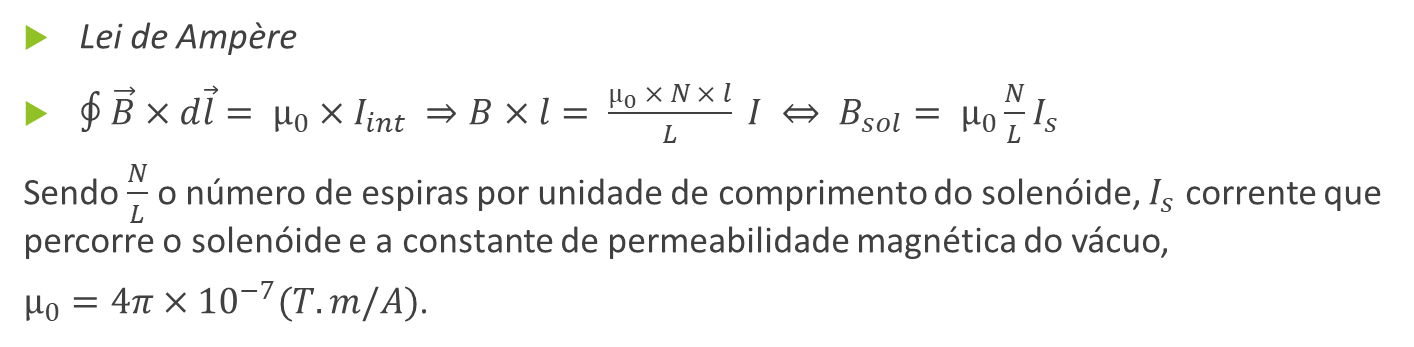 ▶ Lei de Ampère
▶ ∮ B⃗ × dl⃗ = μ₀ × I_int ⇒ B × l = (μ₀ × N × l)/L I ⇔ B_sol = μ₀ N/L I_s
Sendo N/L o número de espiras por unidade de comprimento do solenóide, I_s corrente que
percorre o solenóide e a constante de permeabilidade magnética do vácuo,
μ₀ = 4π × 10⁻⁷(T.m/A).